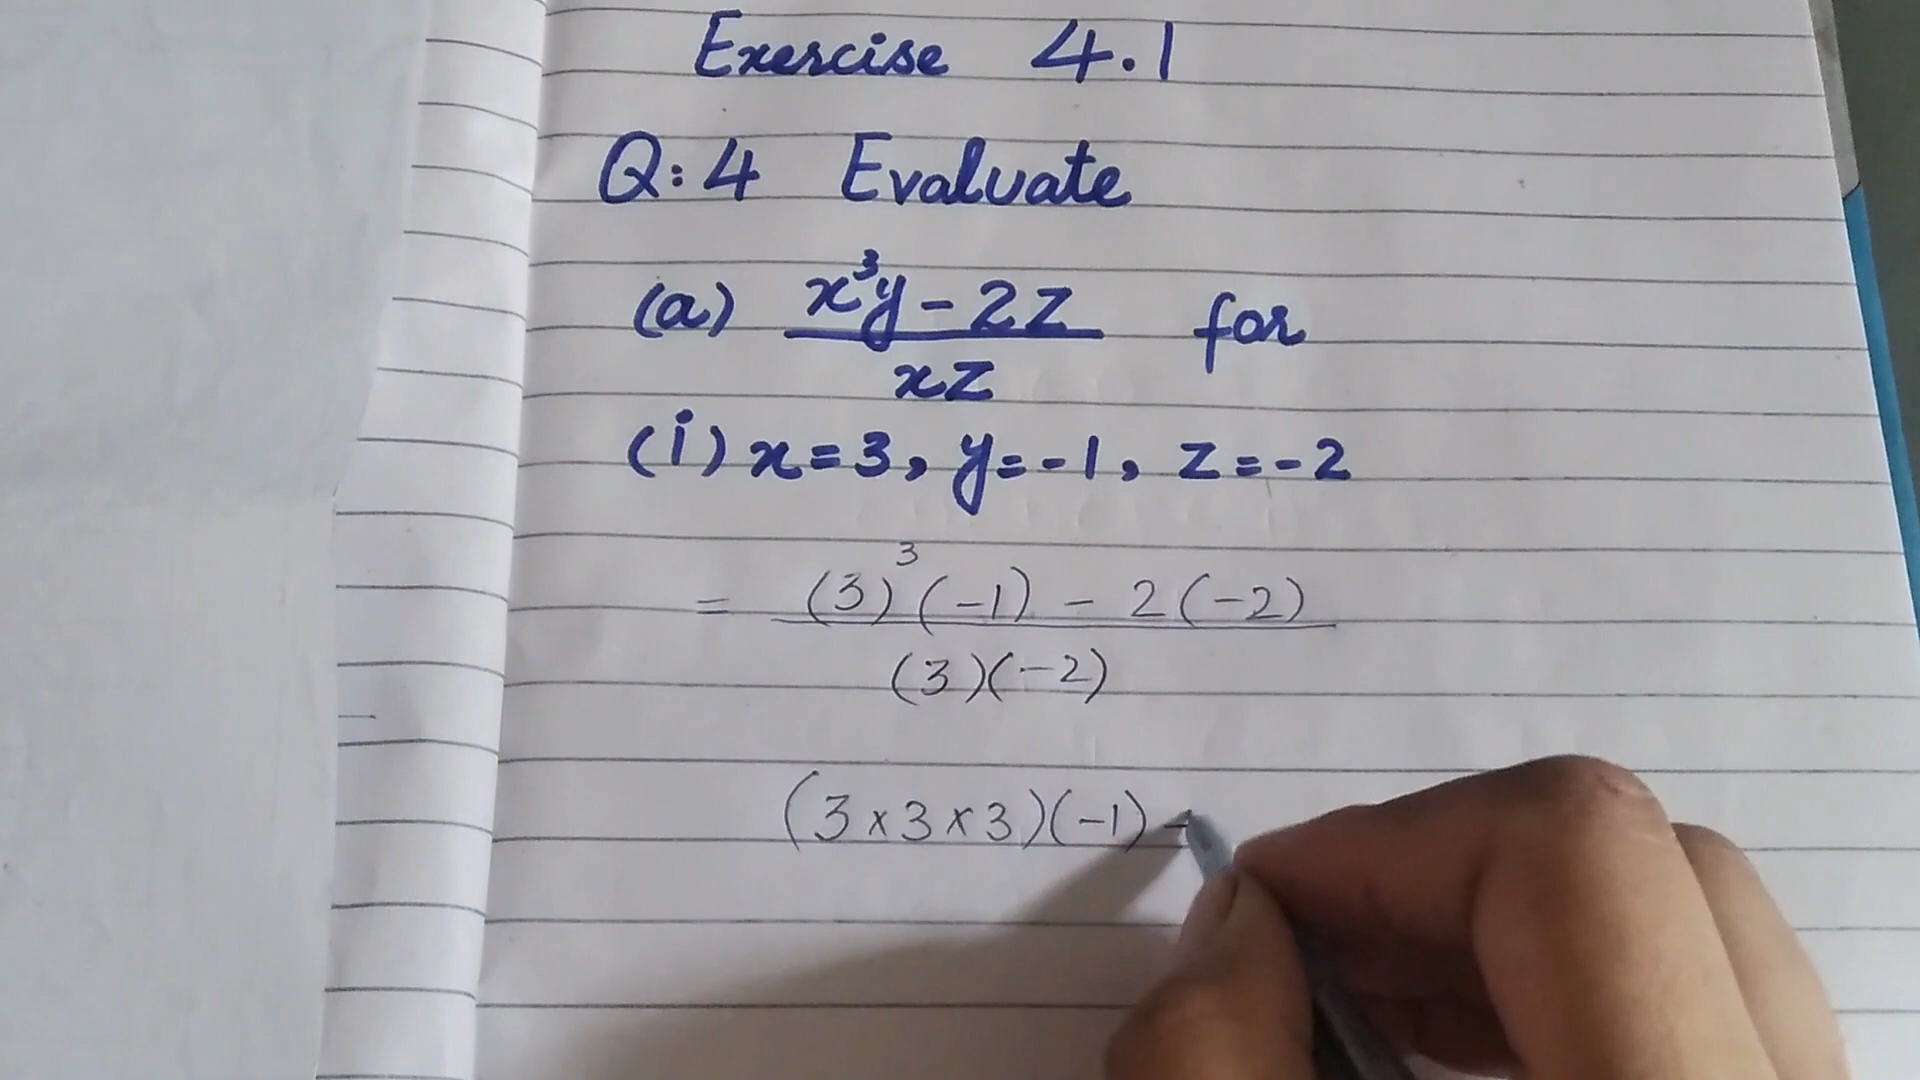 Exercise 4.1
Q:4 Evaluate
(a) x³y - 2z / xz for
(i) x = 3, y = -1, z = -2
= (3)³(-1) - 2(-2) / (3)(-2)
(3×3×3)(-1) -